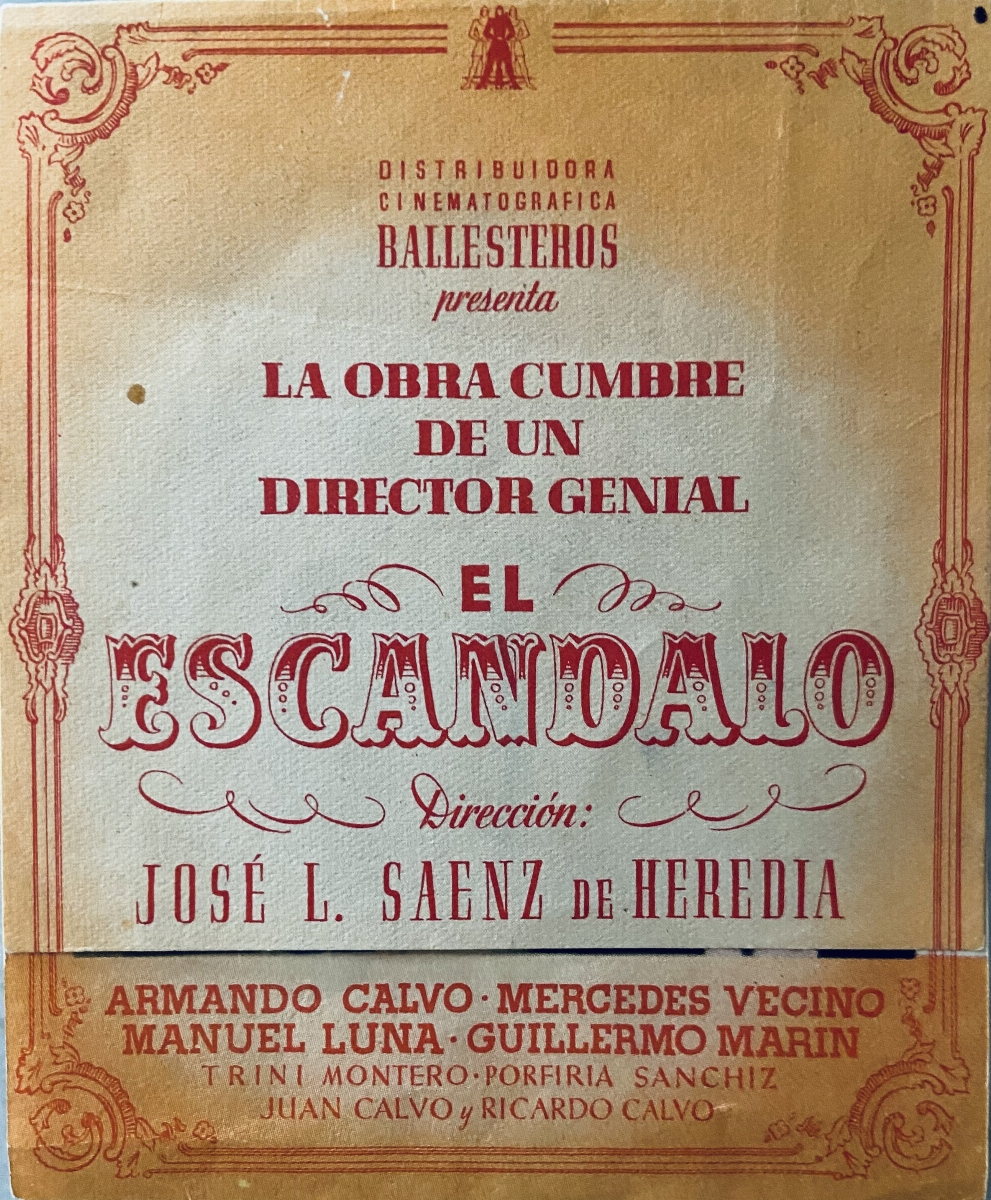 DISTRIBUIDORA
CINEMATOGRAFICA
BALLESTEROS
presenta
LA OBRA CUMBRE
DE UN
DIRECTOR GENIAL
EL
ESCANDALO
Dirección:
JOSÉ L. SAENZ DE HEREDIA
ARMANDO CALVO · MERCEDES VECINO
MANUEL LUNA · GUILLERMO MARIN
TRINI MONTERO · PORFIRIA SANCHIZ
JUAN CALVO y RICARDO CALVO